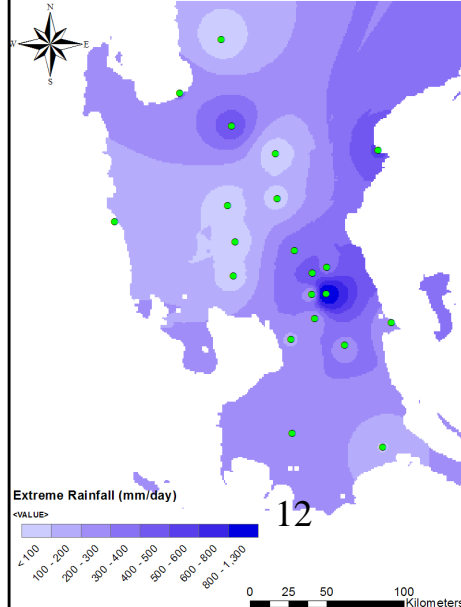 N
W E
S
Extreme Rainfall (mm/day)
<VALUE>
12
< 100
100 - 200
200 - 300
300 - 400
400 - 500
500 - 600
600 - 800
800 - 1,300
0 25 50 100
Kilometers